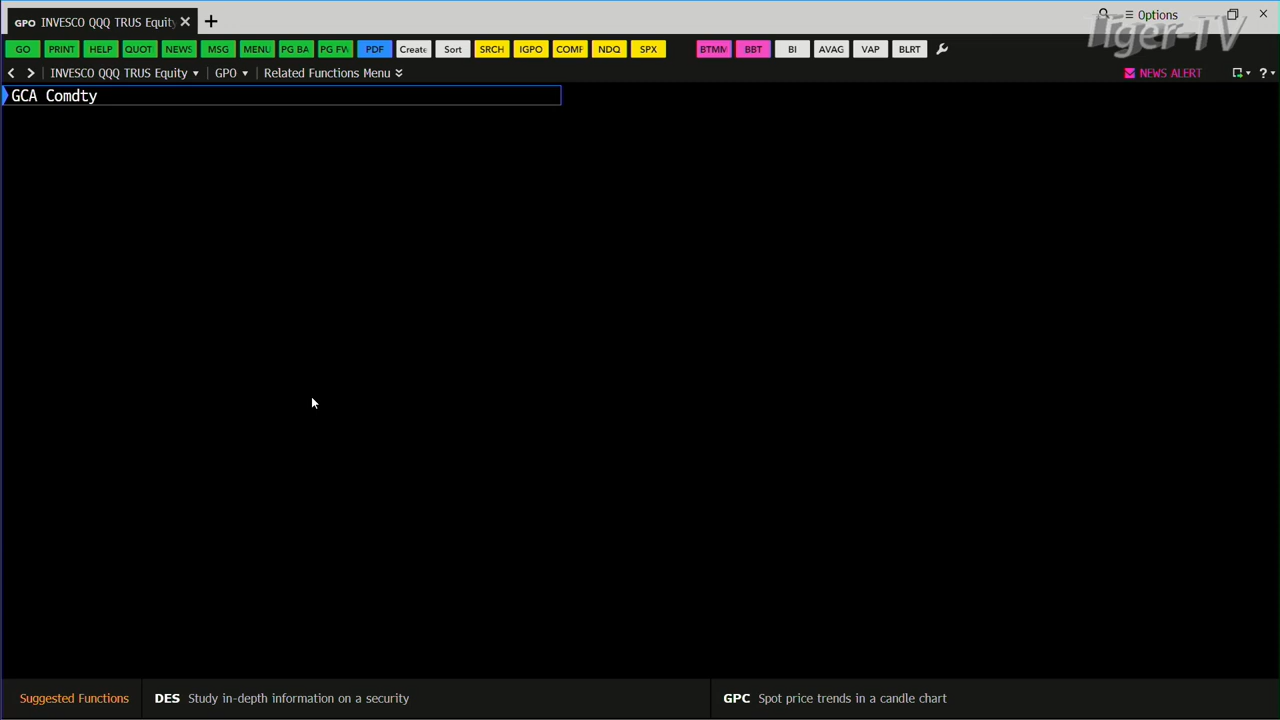 GPO INVESCO QQQ TRUS Equity
Options
Tiger-TV
GO PRINT HELP QUOT NEWS MSG MENU PG BA PG FW PDF Create Sort SRCH IGPO COMP NDQ SPX BTMM BBT BI AVAG VAP BLRT
INVESCO QQQ TRUS Equity GPO Related Functions Menu NEWS ALERT ?
GCA Comdty
Suggested Functions DES Study in-depth information on a security GPC Spot price trends in a candle chart